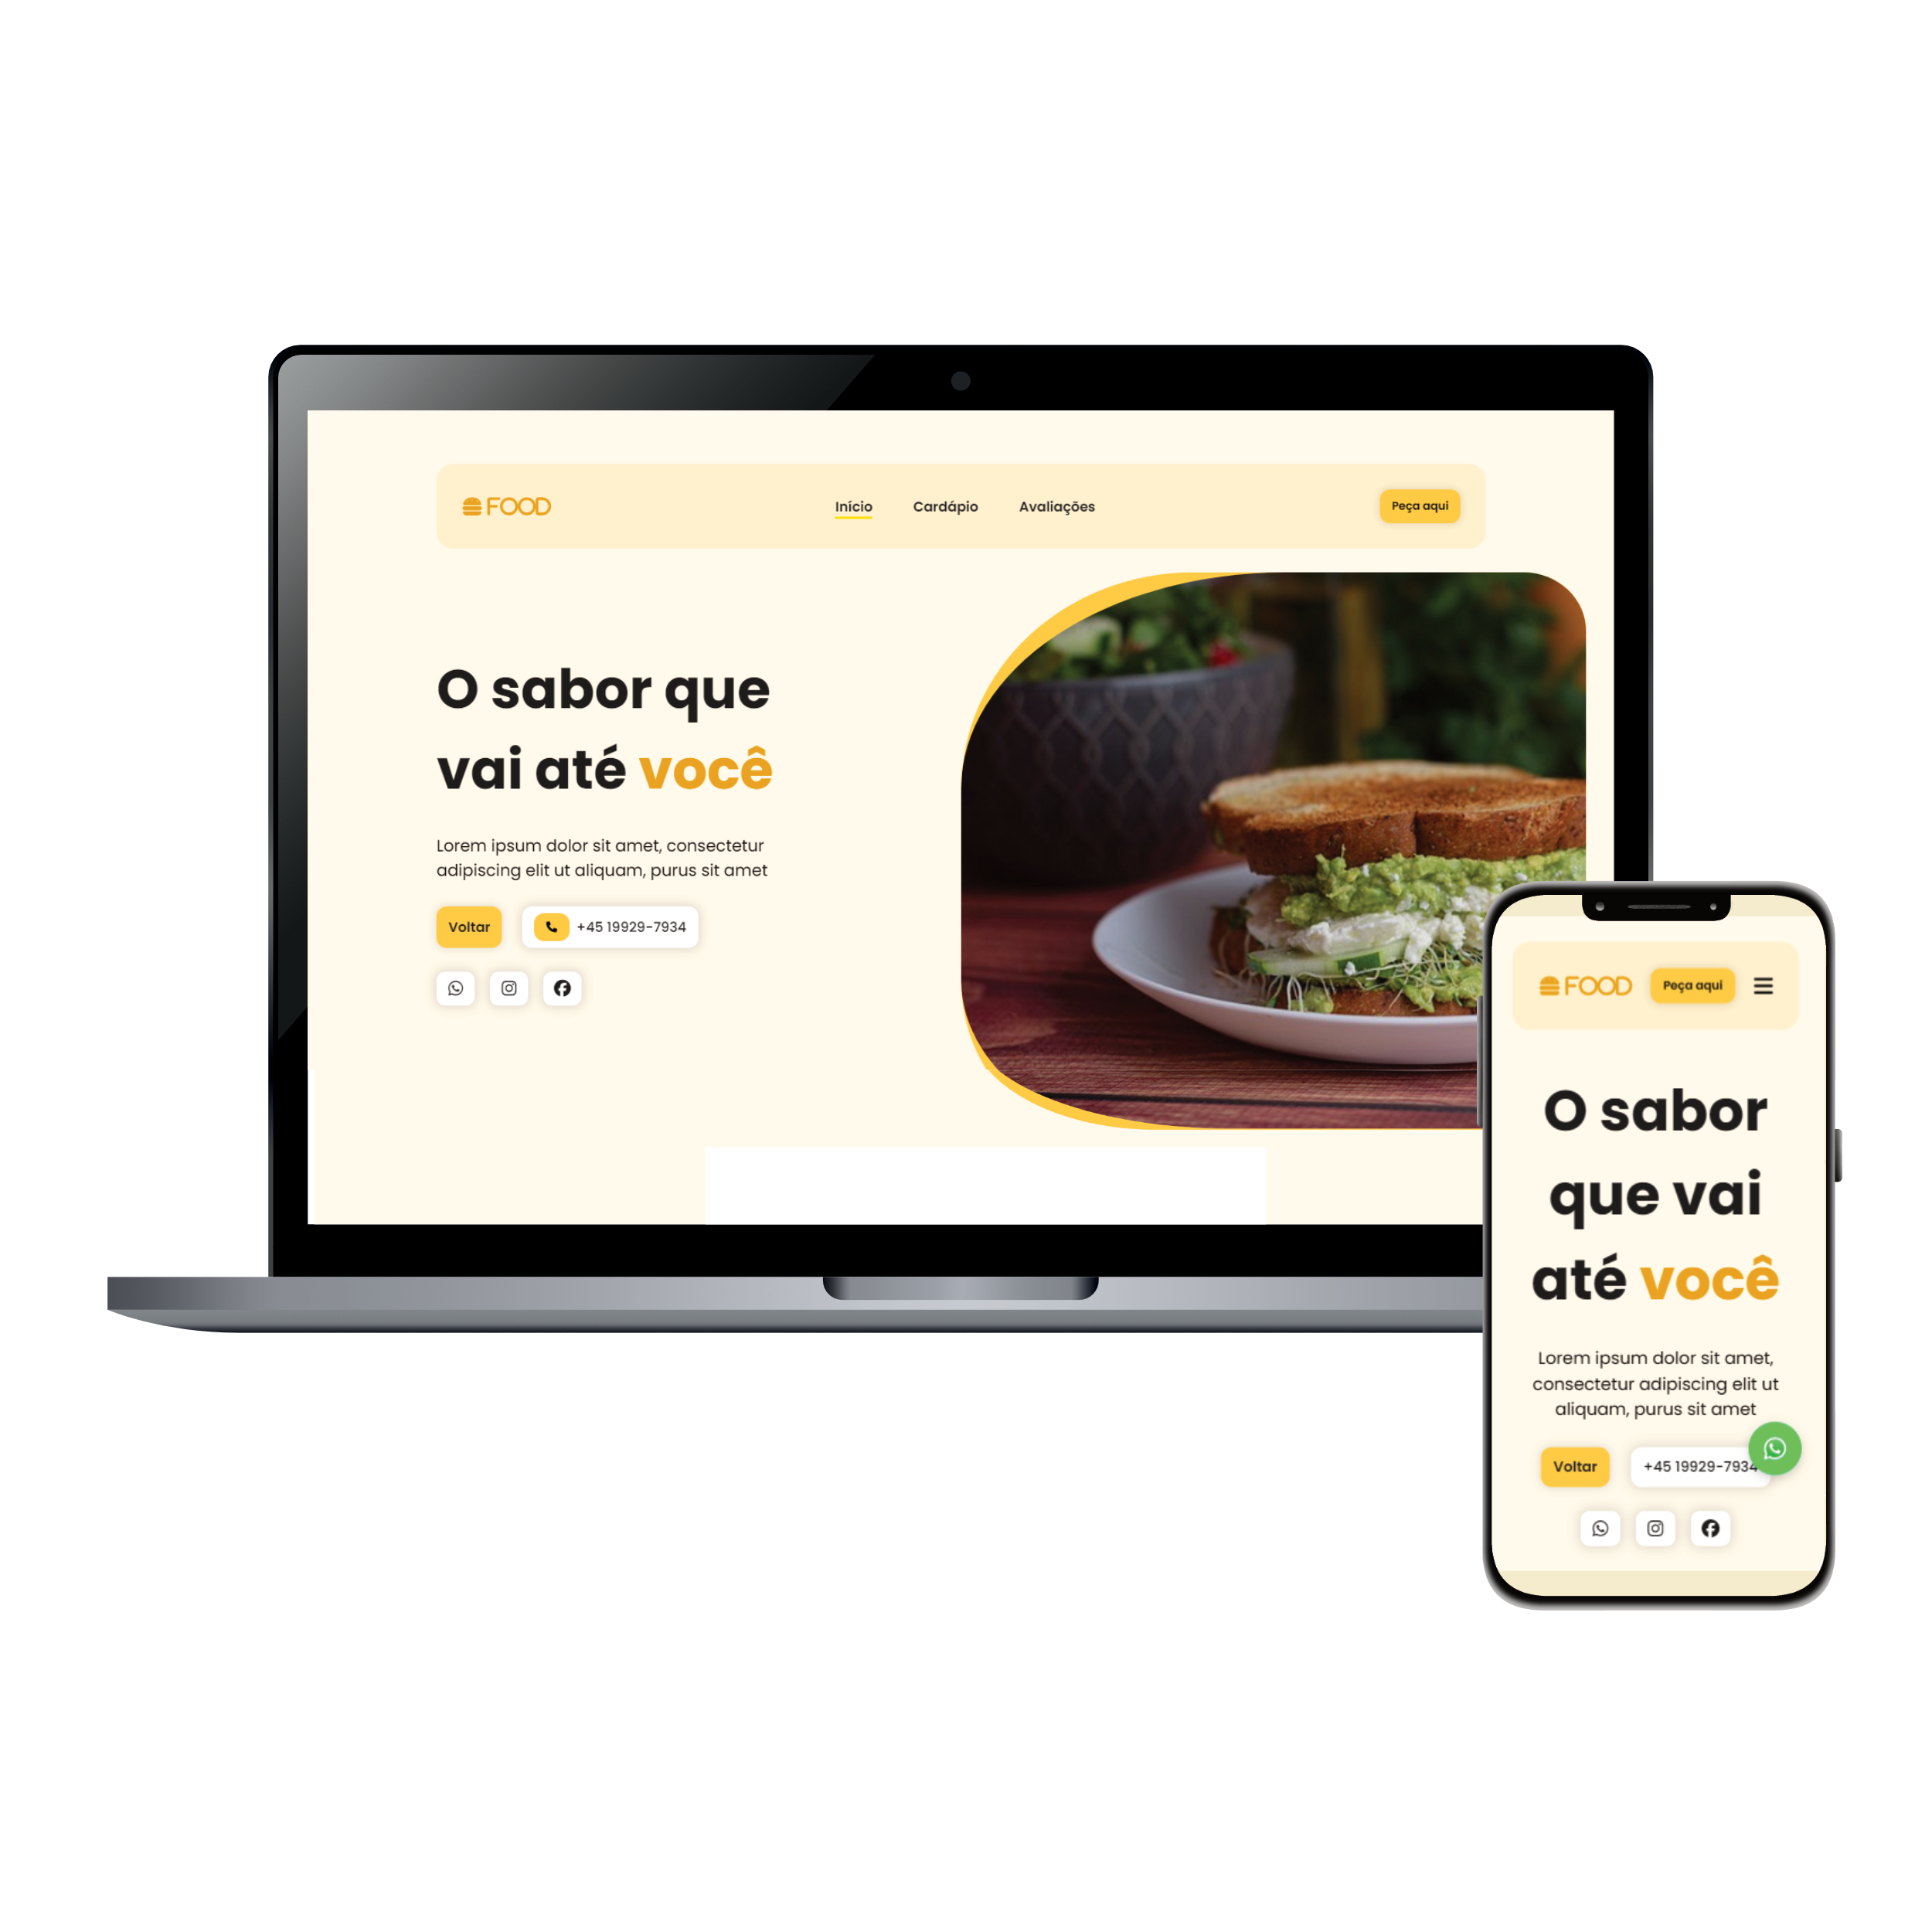 FOOD
Início Cardápio Avaliações
Peça aqui
O sabor que
vai até você
Lorem ipsum dolor sit amet, consectetur
adipiscing elit ut aliquam, purus sit amet
Voltar
+45 19929-7934
FOOD
Peça aqui
O sabor
que vai
até você
Lorem ipsum dolor sit amet,
consectetur adipiscing elit ut
aliquam, purus sit amet
Voltar
+45 19929-7934